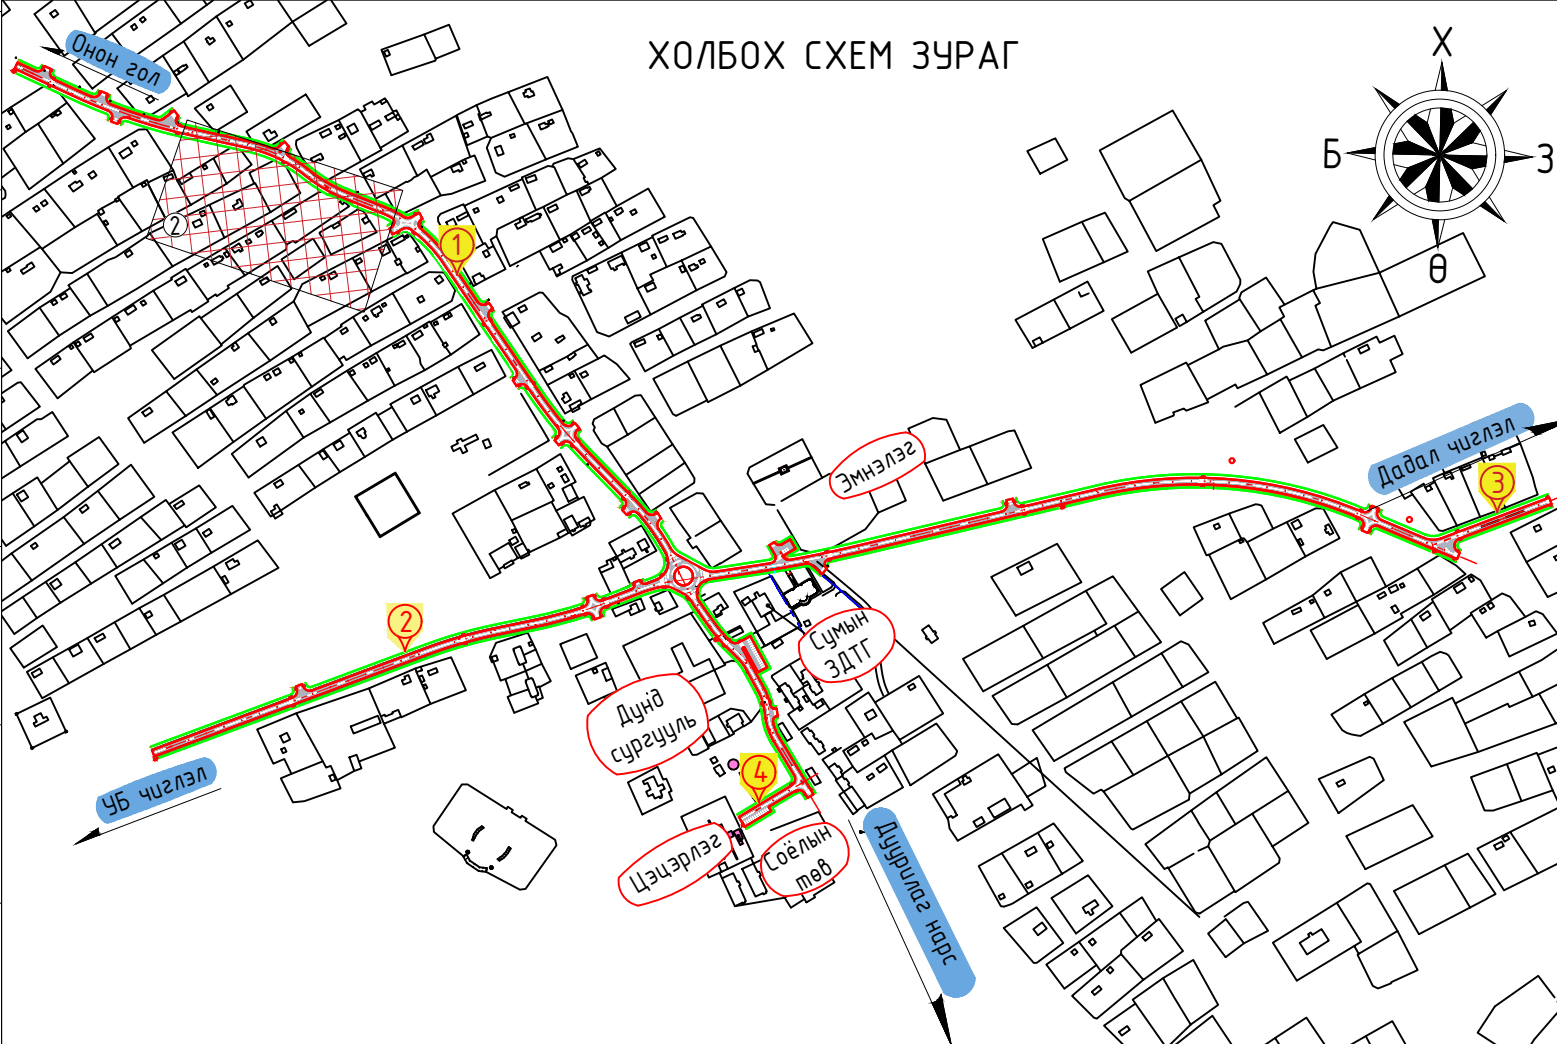 ХОЛБОХ СХЕМ ЗУРАГ
Х
Б
З
Ө
Онон гол
2
1
Эмнэлэг
Дадал чиглэл
3
2
Сумын
ЗДТГ
Дунд
сургууль
4
УБ чиглэл
Цэцэрлэг
Соёлын
төв
Дуурлиг нарс